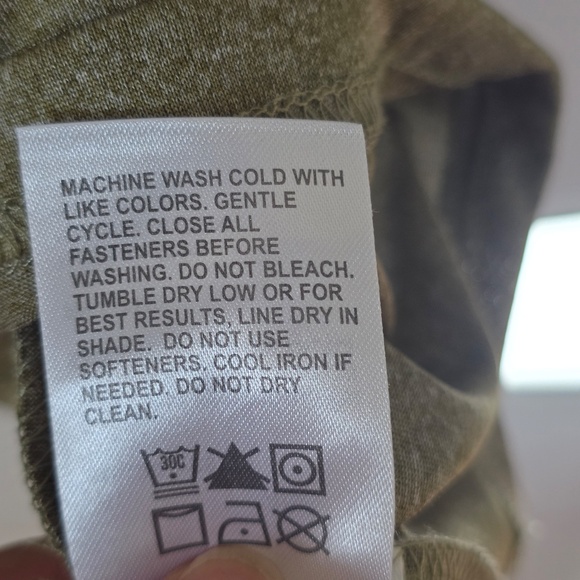 MACHINE WASH COLD WITH
LIKE COLORS. GENTLE
CYCLE. CLOSE ALL
FASTENERS BEFORE
WASHING. DO NOT BLEACH.
TUMBLE DRY LOW OR FOR
BEST RESULTS, LINE DRY IN
SHADE. DO NOT USE
SOFTENERS. COOL IRON IF
NEEDED. DO NOT DRY
CLEAN.
30C